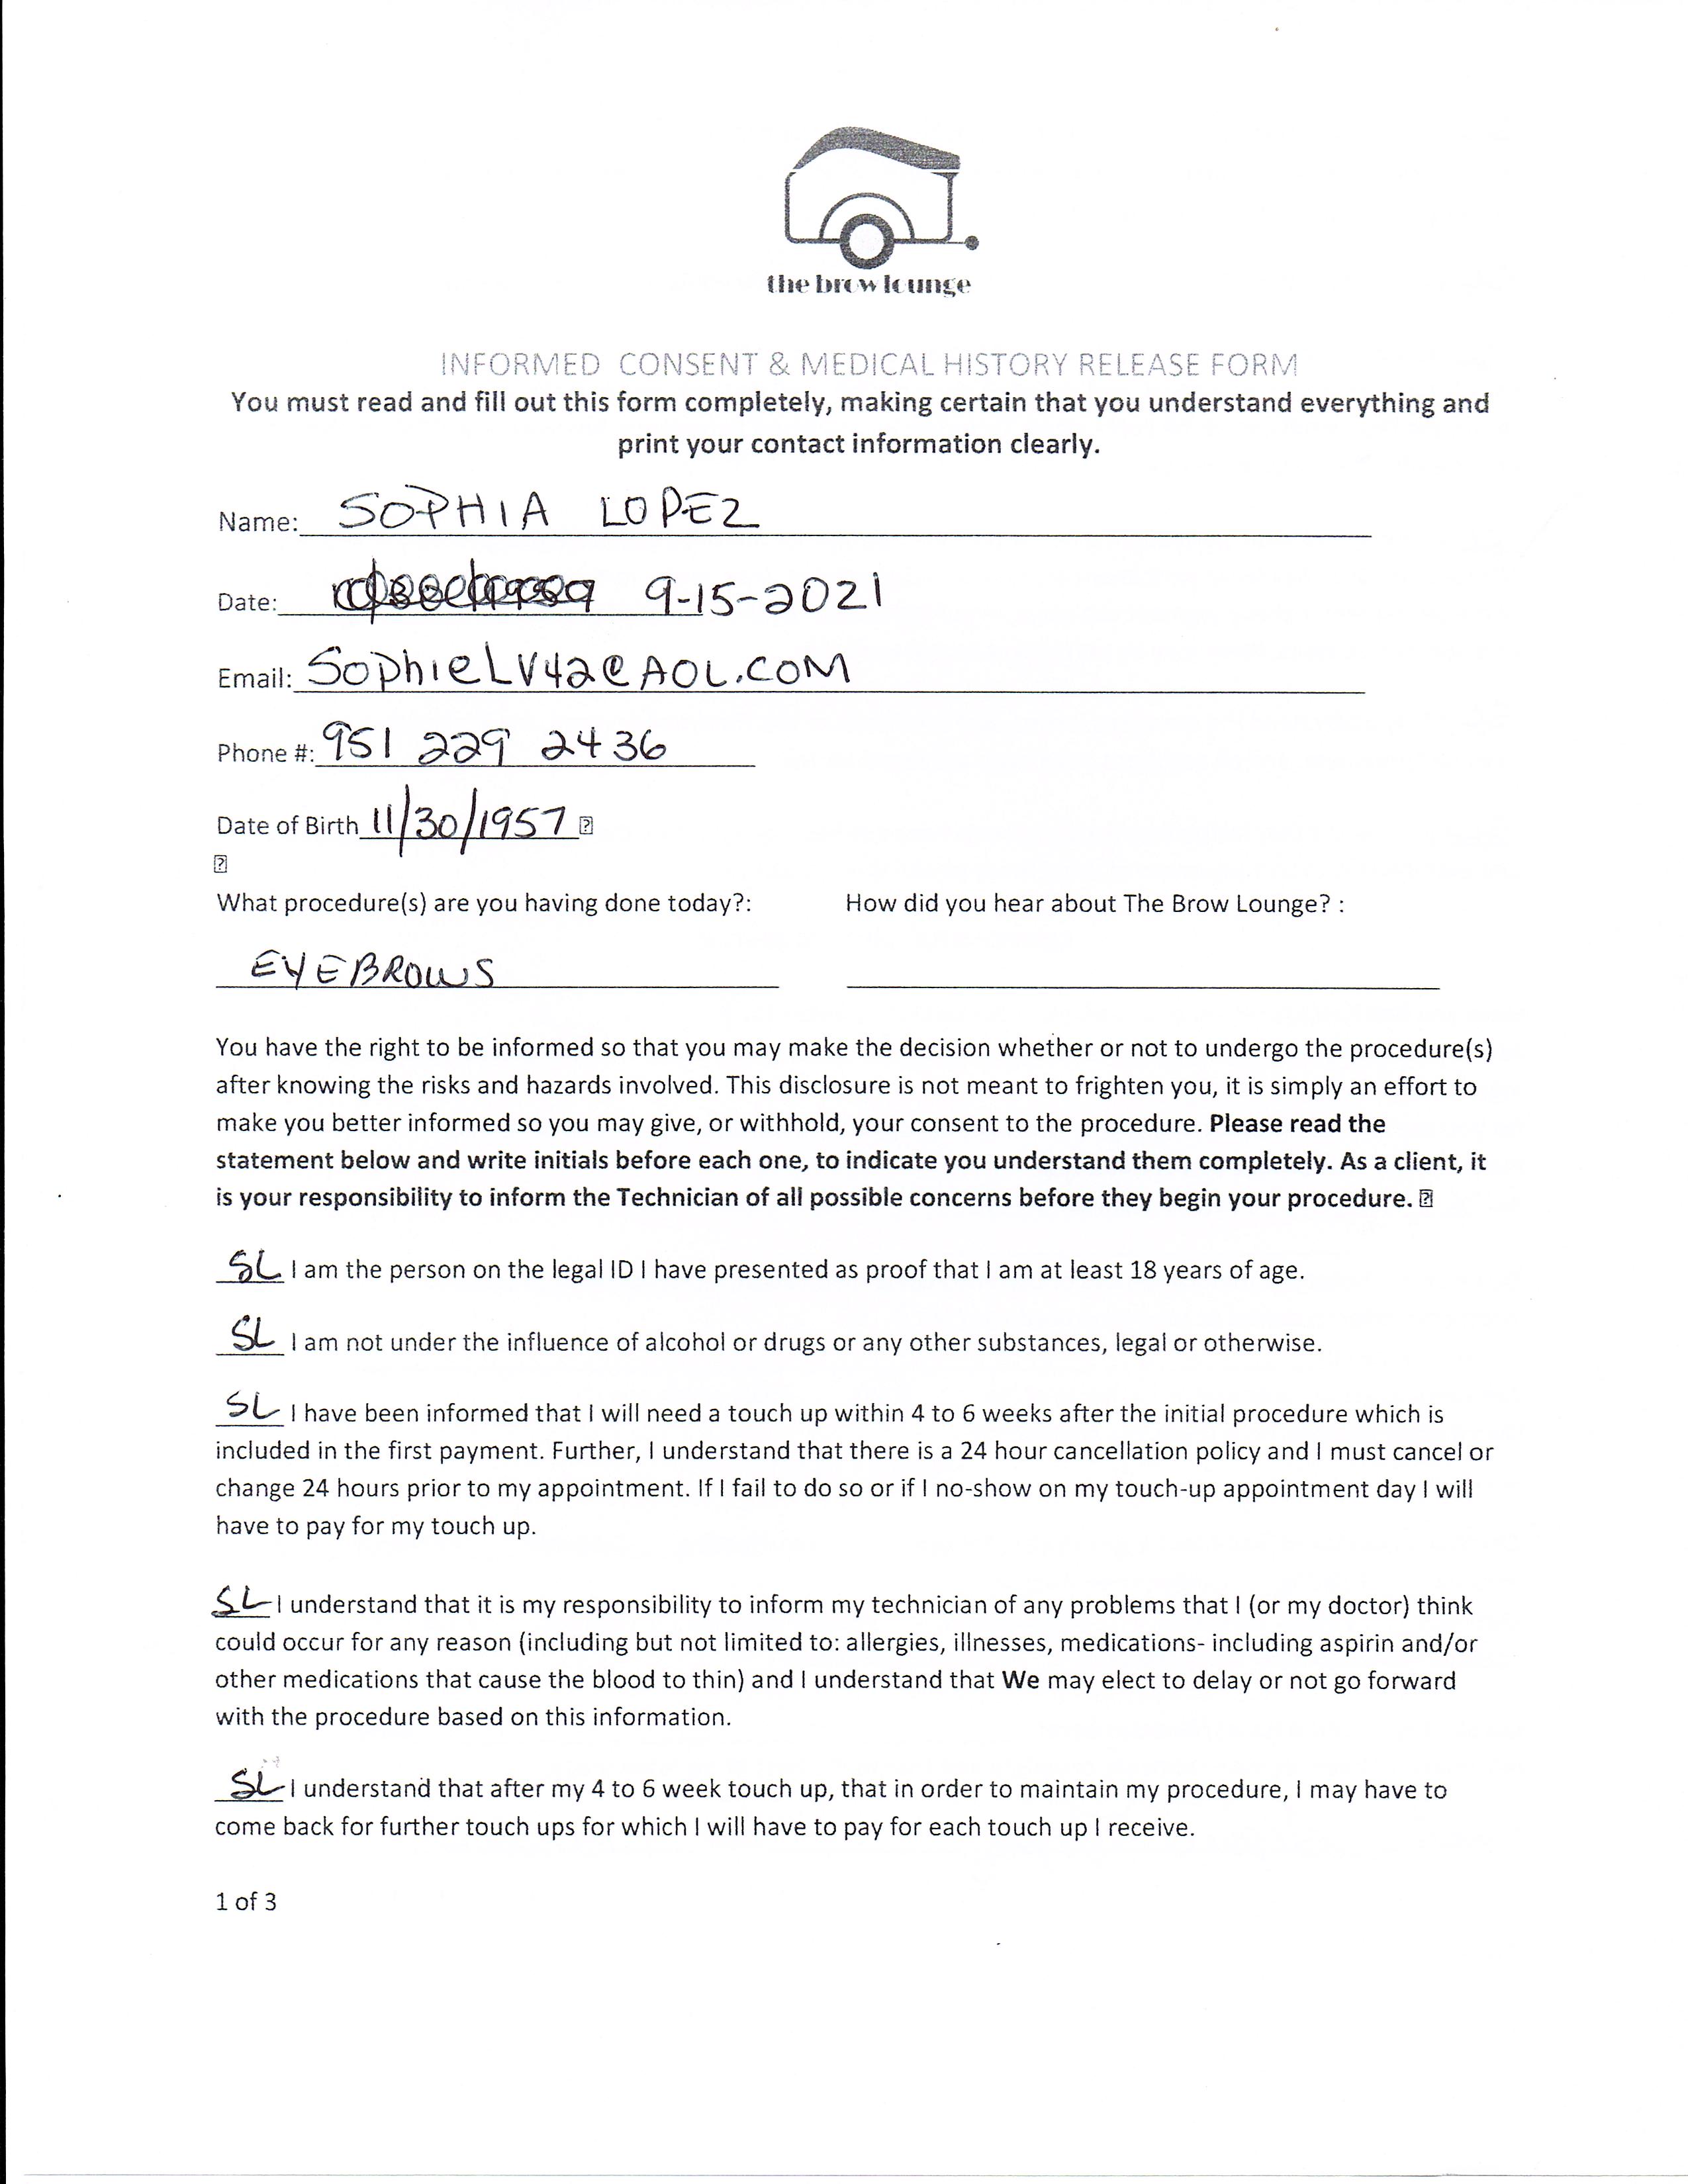 the brow lounge
INFORMED CONSENT & MEDICAL HISTORY RELEASE FORM
You must read and fill out this form completely, making certain that you understand everything and
print your contact information clearly.
Name: SOPHIA LOPEZ
Date: 9-15-2021
Email: SophieLV42@AOL.COM
Phone #: 951 229 2436
Date of Birth 11/30/1957
What procedure(s) are you having done today?: How did you hear about The Brow Lounge? :
EYEBROWS
You have the right to be informed so that you may make the decision whether or not to undergo the procedure(s)
after knowing the risks and hazards involved. This disclosure is not meant to frighten you, it is simply an effort to
make you better informed so you may give, or withhold, your consent to the procedure. Please read the
statement below and write initials before each one, to indicate you understand them completely. As a client, it
is your responsibility to inform the Technician of all possible concerns before they begin your procedure.
SL I am the person on the legal ID I have presented as proof that I am at least 18 years of age.
SL I am not under the influence of alcohol or drugs or any other substances, legal or otherwise.
SL I have been informed that I will need a touch up within 4 to 6 weeks after the initial procedure which is
included in the first payment. Further, I understand that there is a 24 hour cancellation policy and I must cancel or
change 24 hours prior to my appointment. If I fail to do so or if I no-show on my touch-up appointment day I will
have to pay for my touch up.
SL I understand that it is my responsibility to inform my technician of any problems that I (or my doctor) think
could occur for any reason (including but not limited to: allergies, illnesses, medications- including aspirin and/or
other medications that cause the blood to thin) and I understand that We may elect to delay or not go forward
with the procedure based on this information.
SL I understand that after my 4 to 6 week touch up, that in order to maintain my procedure, I may have to
come back for further touch ups for which I will have to pay for each touch up I receive.
1 of 3